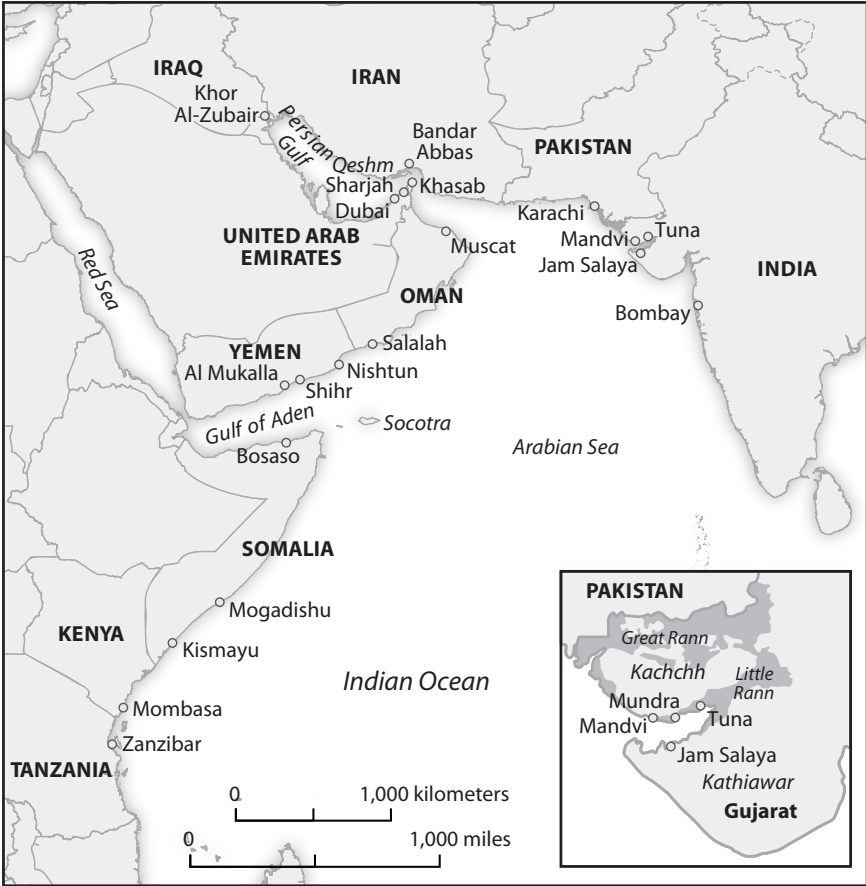 IRAQ
Khor
Al-Zubair
IRAN
Persian
Gulf
Qeshm
Bandar
Abbas
Sharjah
Khasab
Dubai
PAKISTAN
Karachi
Mandvi
Tuna
Jam Salaya
INDIA
Bombay
UNITED ARAB
EMIRATES
Muscat
Red Sea
OMAN
YEMEN
Salalah
Al Mukalla
Nishtun
Shihr
Gulf of Aden
Socotra
Bosaso
Arabian Sea
SOMALIA
Mogadishu
KENYA
Kismayu
Indian Ocean
Mombasa
Zanzibar
TANZANIA
0
1,000 kilometers
0
1,000 miles
PAKISTAN
Great Rann
Kachchh
Little
Rann
Mundra
Mandvi
Tuna
Jam Salaya
Kathiawar
Gujarat